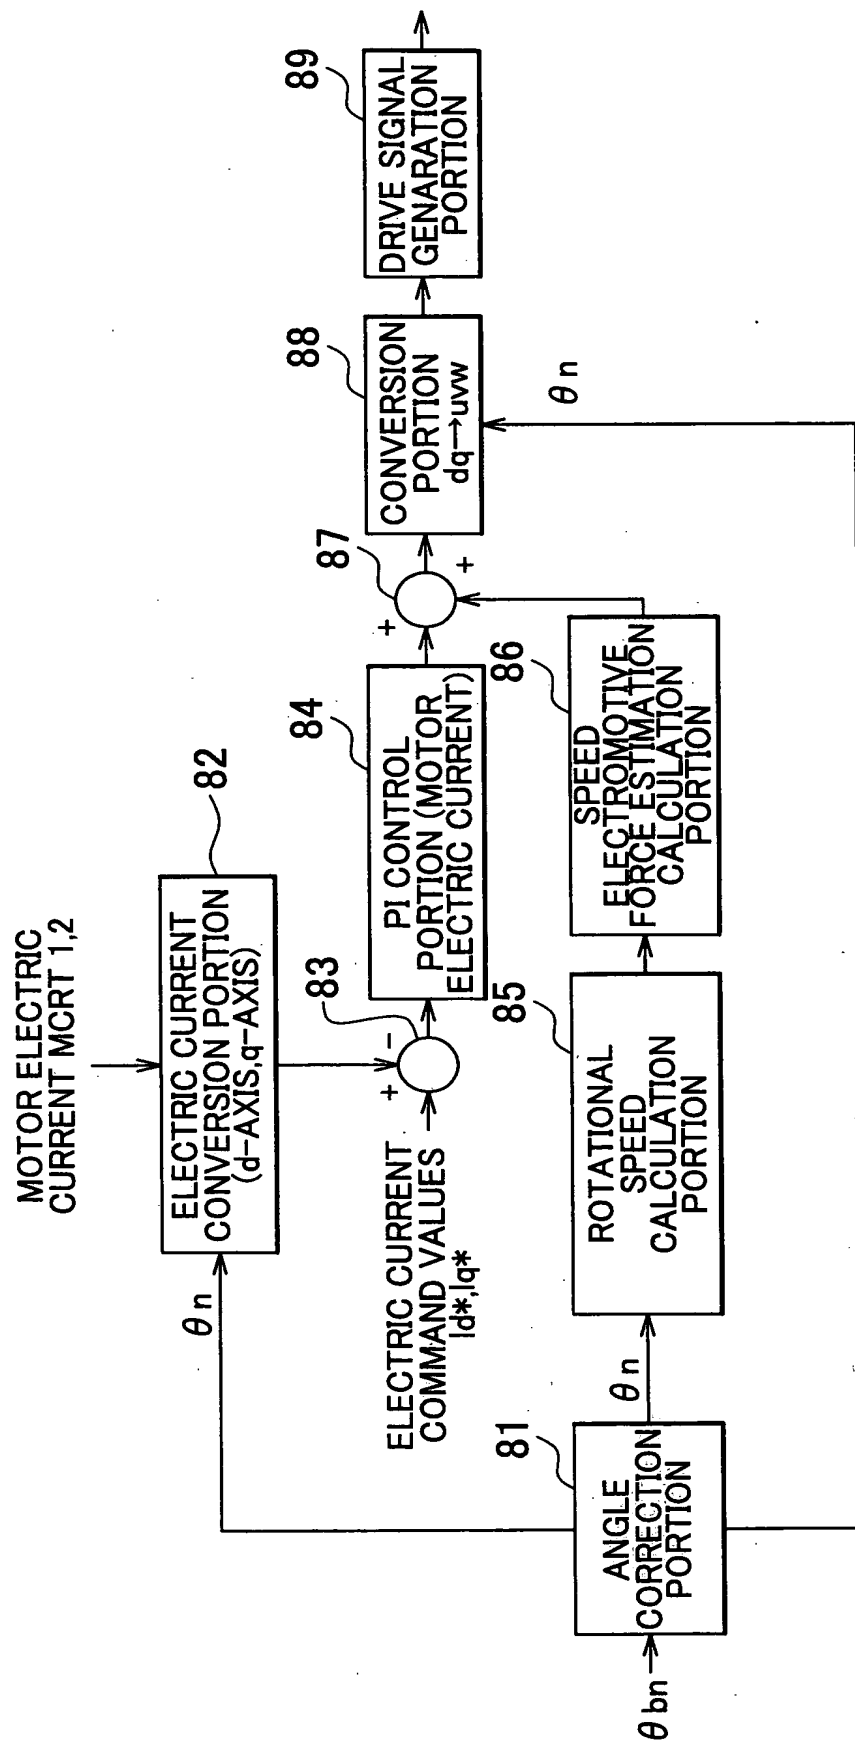 MOTOR ELECTRIC
CURRENT MCRT 1,2
θn
82
ELECTRIC CURRENT
CONVERSION PORTION
(d-AXIS,q-AXIS)
ELECTRIC CURRENT
COMMAND VALUES
Id*,Iq*
+
-
83
84
PI CONTROL
PORTION (MOTOR
ELECTRIC CURRENT)
+
87
+
88
CONVERSION
PORTION
dq→uvw
89
DRIVE SIGNAL
GENARATION
PORTION
θbn
81
ANGLE
CORRECTION
PORTION
θn
85
ROTATIONAL
SPEED
CALCULATION
PORTION
86
SPEED
ELECTROMOTIVE
FORCE ESTIMATION
CALCULATION
PORTION
θn